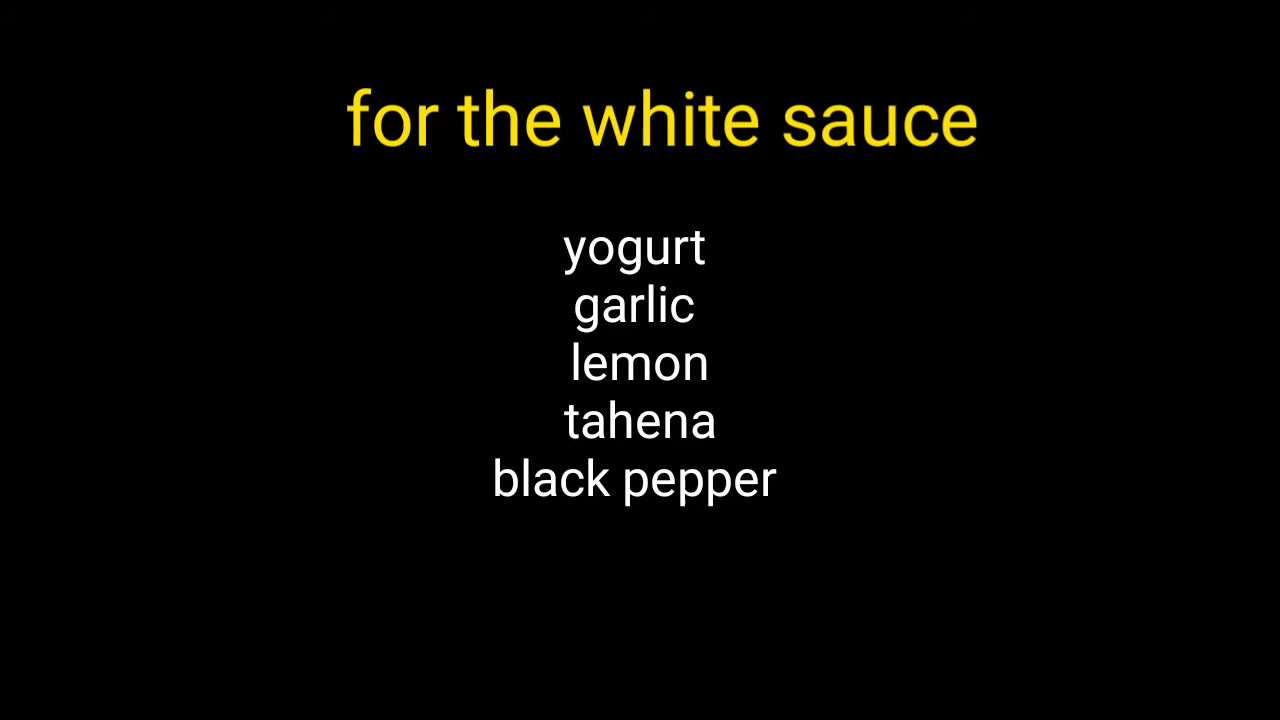 for the white sauce
yogurt
garlic
lemon
tahena
black pepper